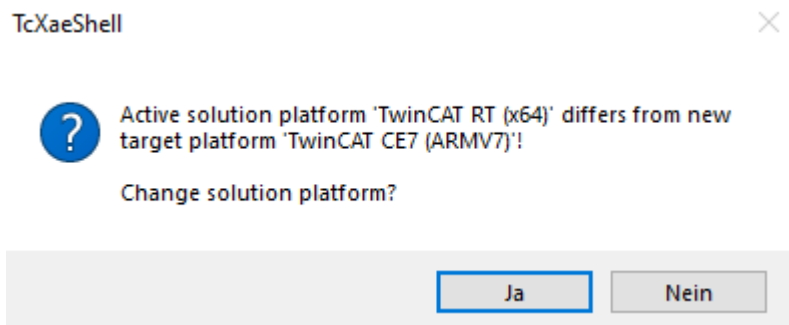 TcXaeShell
Active solution platform 'TwinCAT RT (x64)' differs from new
target platform 'TwinCAT CE7 (ARMV7)'!
Change solution platform?
Ja
Nein